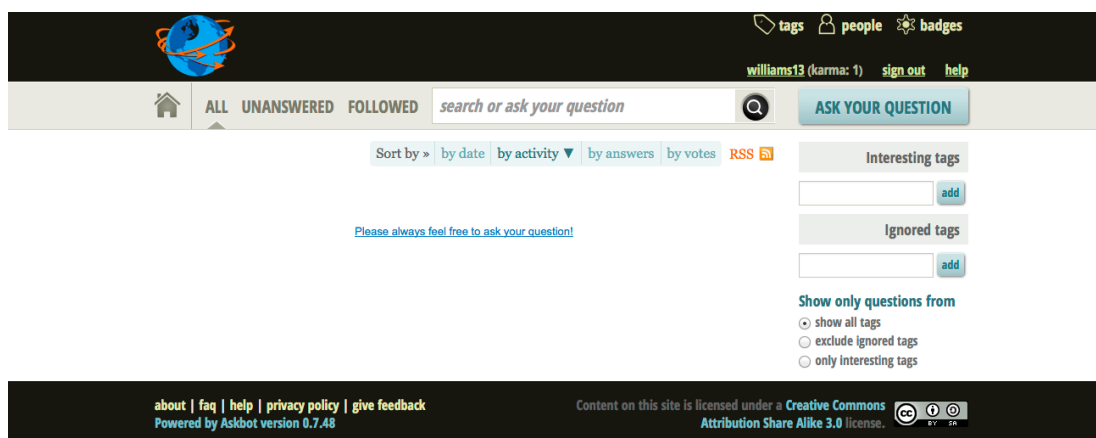 tags people badges
williams13 (karma: 1) sign out help
ALL UNANSWERED FOLLOWED search or ask your question ASK YOUR QUESTION
Sort by » by date by activity ▼ by answers by votes RSS
Interesting tags
add
Please always feel free to ask your question!
Ignored tags
add
Show only questions from
show all tags
exclude ignored tags
only interesting tags
about | faq | help | privacy policy | give feedback
Powered by Askbot version 0.7.48
Content on this site is licensed under a Creative Commons
Attribution Share Alike 3.0 license.
cc BY SA